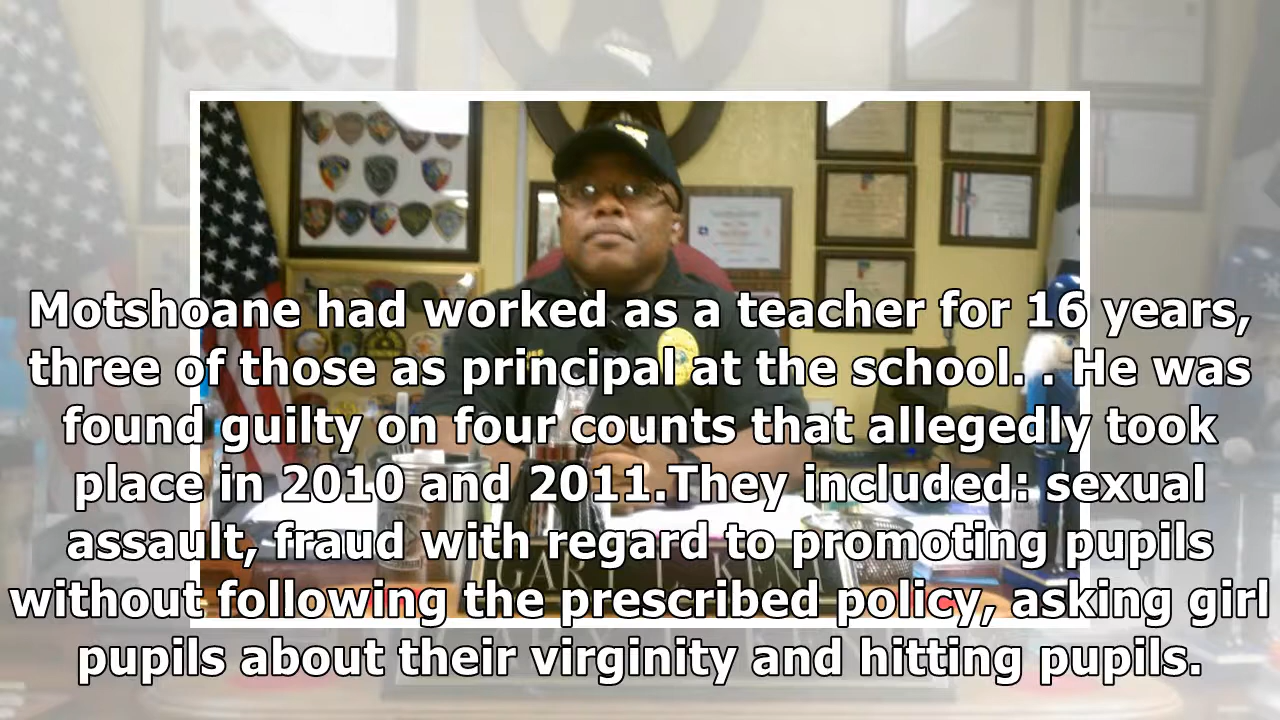 Motshoane had worked as a teacher for 16 years,
three of those as principal at the school. . He was
found guilty on four counts that allegedly took
place in 2010 and 2011.They included: sexual
assault, fraud with regard to promoting pupils
without following the prescribed policy, asking girl
pupils about their virginity and hitting pupils.
GARY L. KENT